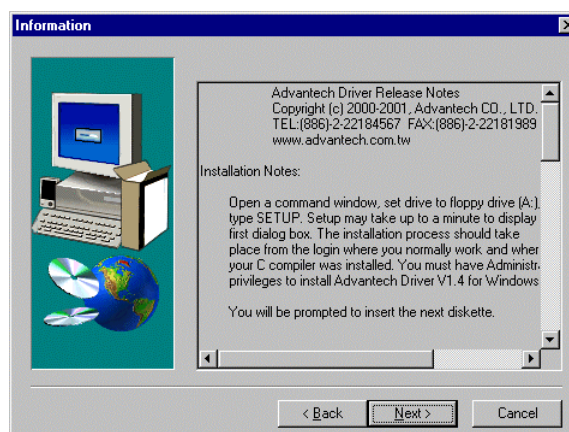 Information
Advantech Driver Release Notes
Copyright (c) 2000-2001, Advantech CO., LTD.
TEL:(886)-2-22184567 FAX:(886)-2-22181989
www.advantech.com.tw
Installation Notes:
Open a command window, set drive to floppy drive (A:)
type SETUP. Setup may take up to a minute to display
first dialog box. The installation process should take
place from the login where you normally work and wher
your C compiler was installed. You must have Administr
privileges to install Advantech Driver V1.4 for Windows
You will be prompted to insert the next diskette.
< Back
Next >
Cancel